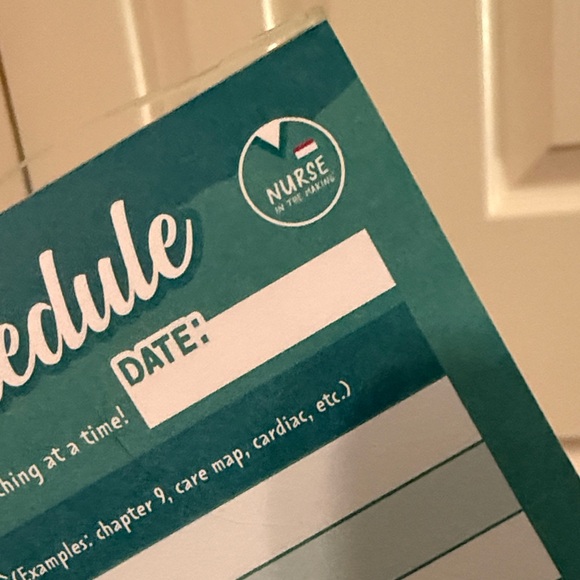 NURSE
IN THE MAKING
edule
DATE:
thing at a time!
(Examples: chapter 9, care map, cardiac, etc.)